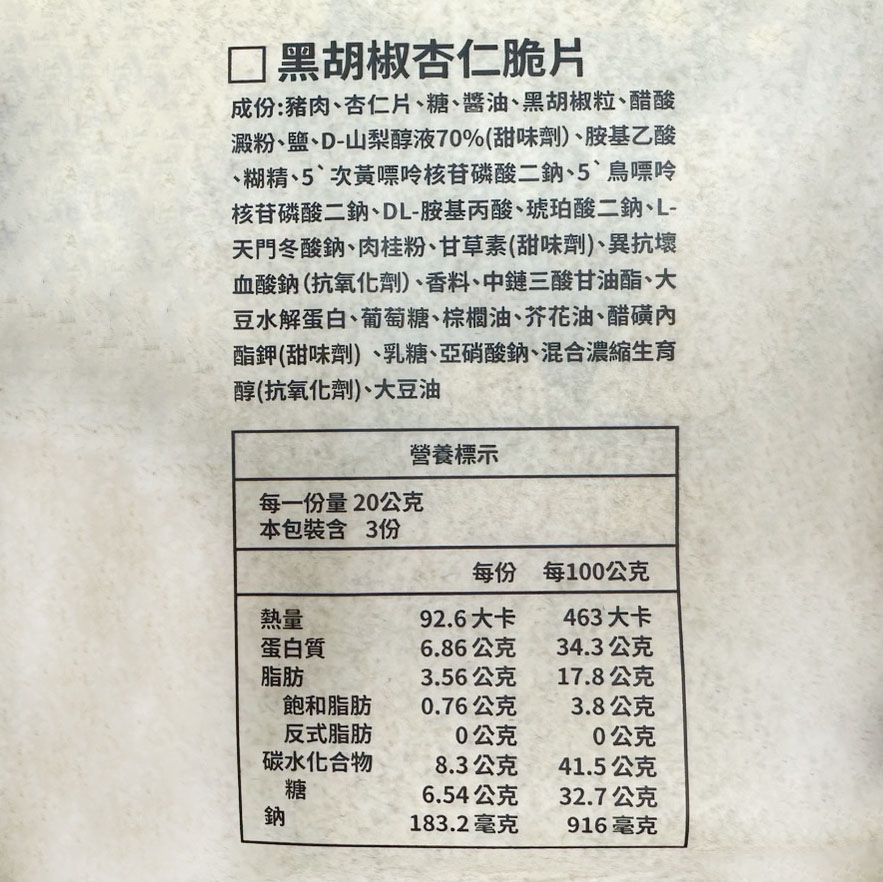 □ 黑胡椒杏仁脆片
成份:豬肉、杏仁片、糖、醬油、黑胡椒粒、醋酸
澱粉、鹽、D-山梨醇液70%(甜味劑)、胺基乙酸
、糊精、5`次黃嘌呤核苷磷酸二鈉、5`鳥嘌呤
核苷磷酸二鈉、DL-胺基丙酸、琥珀酸二鈉、L-
天門冬酸鈉、肉桂粉、甘草素(甜味劑)、異抗壞
血酸鈉(抗氧化劑)、香料、中鏈三酸甘油酯、大
豆水解蛋白、葡萄糖、棕櫚油、芥花油、醋磺內
酯鉀(甜味劑) 、乳糖、亞硝酸鈉、混合濃縮生育
醇(抗氧化劑)、大豆油
營養標示
每一份量 20公克
本包裝含 3份
每份 每100公克
熱量 92.6 大卡 463 大卡
蛋白質 6.86 公克 34.3 公克
脂肪 3.56 公克 17.8 公克
飽和脂肪 0.76 公克 3.8 公克
反式脂肪 0 公克 0 公克
碳水化合物 8.3 公克 41.5 公克
糖 6.54 公克 32.7 公克
鈉 183.2 毫克 916 毫克